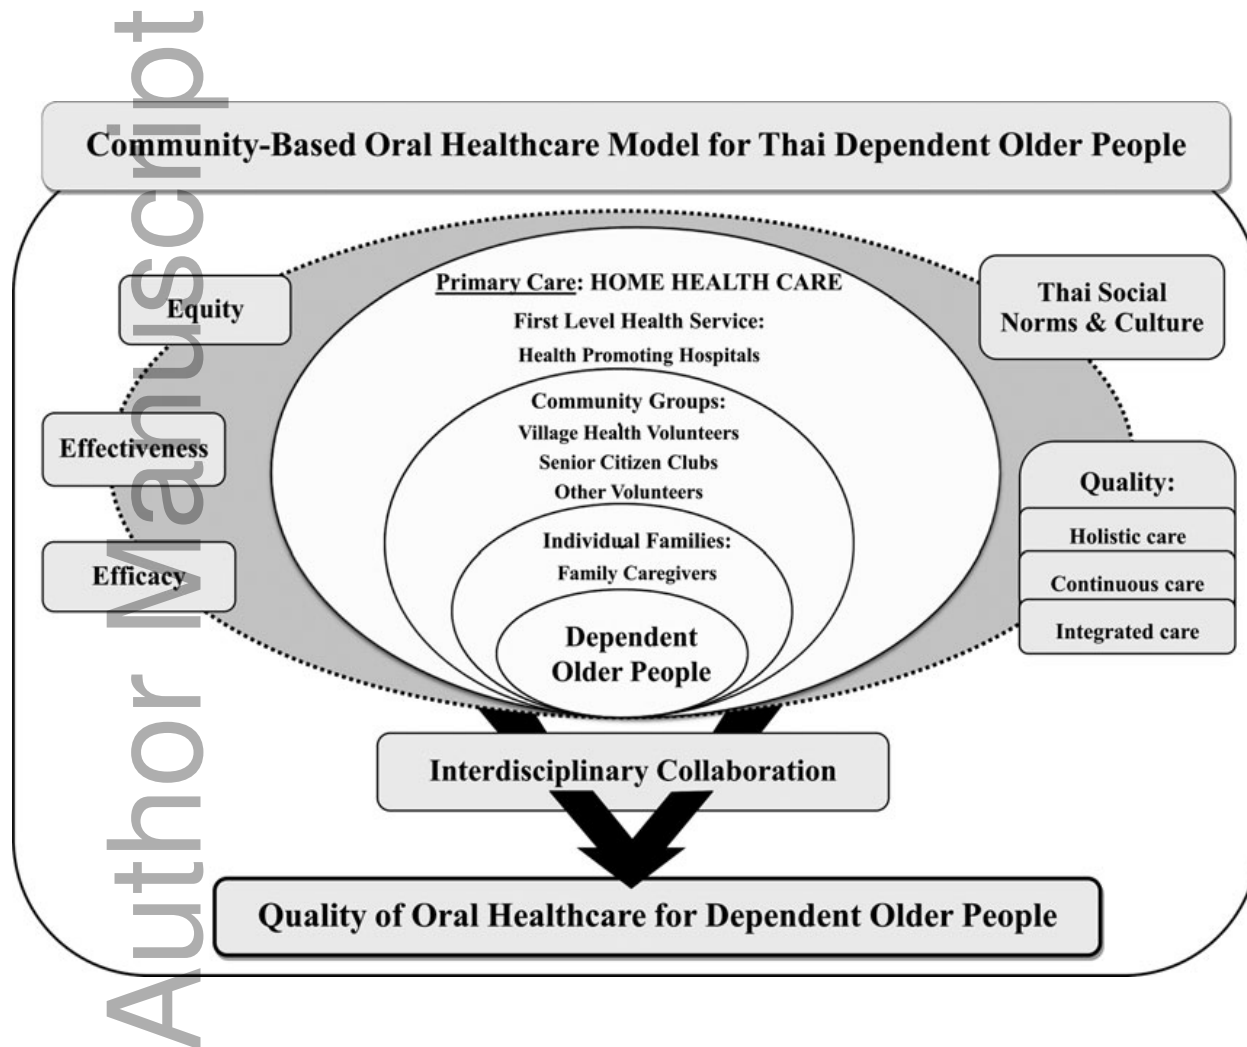 Author Manuscript
Community-Based Oral Healthcare Model for Thai Dependent Older People
Equity
Effectiveness
Efficacy
Primary Care: HOME HEALTH CARE
First Level Health Service:
Health Promoting Hospitals
Community Groups:
Village Health Volunteers
Senior Citizen Clubs
Other Volunteers
Individual Families:
Family Caregivers
Dependent
Older People
Thai Social
Norms & Culture
Quality:
Holistic care
Continuous care
Integrated care
Interdisciplinary Collaboration
Quality of Oral Healthcare for Dependent Older People